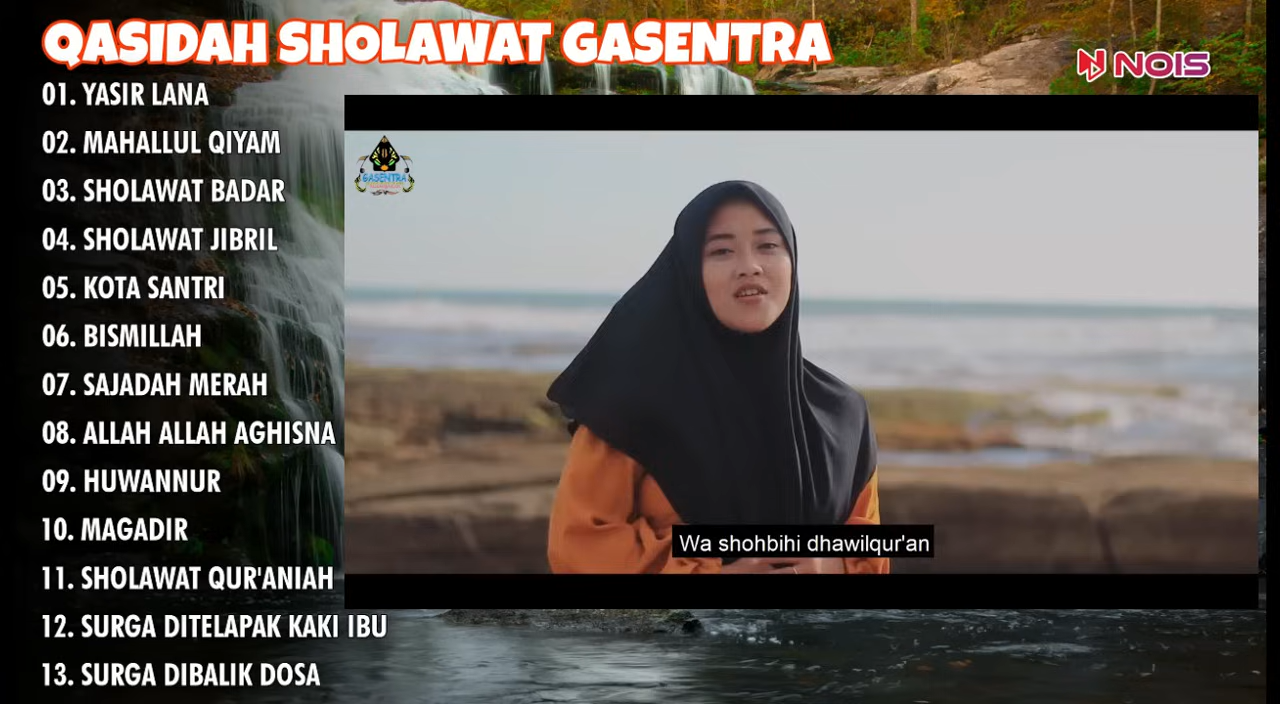 QASIDAH SHOLAWAT GASENTRA
NOIS
01. YASIR LANA
02. MAHALLUL QIYAM
03. SHOLAWAT BADAR
04. SHOLAWAT JIBRIL
05. KOTA SANTRI
06. BISMILLAH
07. SAJADAH MERAH
08. ALLAH ALLAH AGHISNA
09. HUWANNUR
10. MAGADIR
11. SHOLAWAT QUR'ANIAH
12. SURGA DITELAPAK KAKI IBU
13. SURGA DIBALIK DOSA
GASENTRA
Wa shohbihi dhawilqur'an